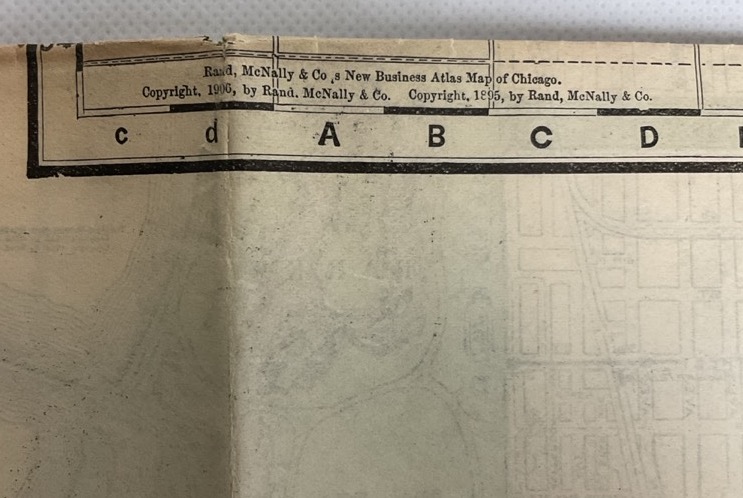 Rand, McNally & Co.'s New Business Atlas Map of Chicago.
Copyright, 1906, by Rand, McNally & Co. Copyright, 1895, by Rand, McNally & Co.
c d A B C D